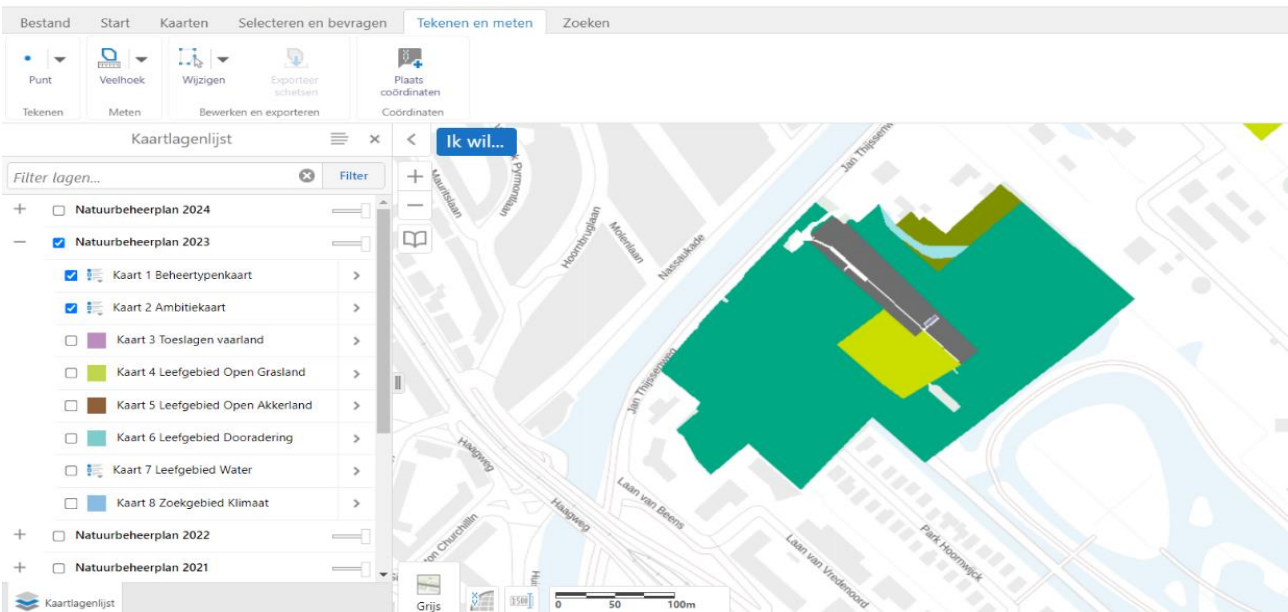 Bestand Start Kaarten Selecteren en bevragen Tekenen en meten Zoeken
Punt Veelhoek Wijzigen Exporteer schetsen Plaats coördinaten
Tekenen Meten Bewerken en exporteren Coördinaten
Kaartlagenlijst
Ik wil...
Filter lagen... Filter
Natuurbeheerplan 2024
Natuurbeheerplan 2023
Kaart 1 Beheertypenkaart
Kaart 2 Ambitiekaart
Kaart 3 Toeslagen vaarland
Kaart 4 Leefgebied Open Grasland
Kaart 5 Leefgebied Open Akkerland
Kaart 6 Leefgebied Dooradering
Kaart 7 Leefgebied Water
Kaart 8 Zoekgebied Klimaat
Natuurbeheerplan 2022
Natuurbeheerplan 2021
Kaartlagenlijst
Mauritslaan
Pyrmontlaan
Hoornbruglaan
Molenlaan
Nassaukade
Jan Thijssenweg
Jan Thijssenweg
Haagweg
Haagweg
Laan van Beens
Laan van Vredenoord
Park Hoornwijck
Grijs
0 50 100m